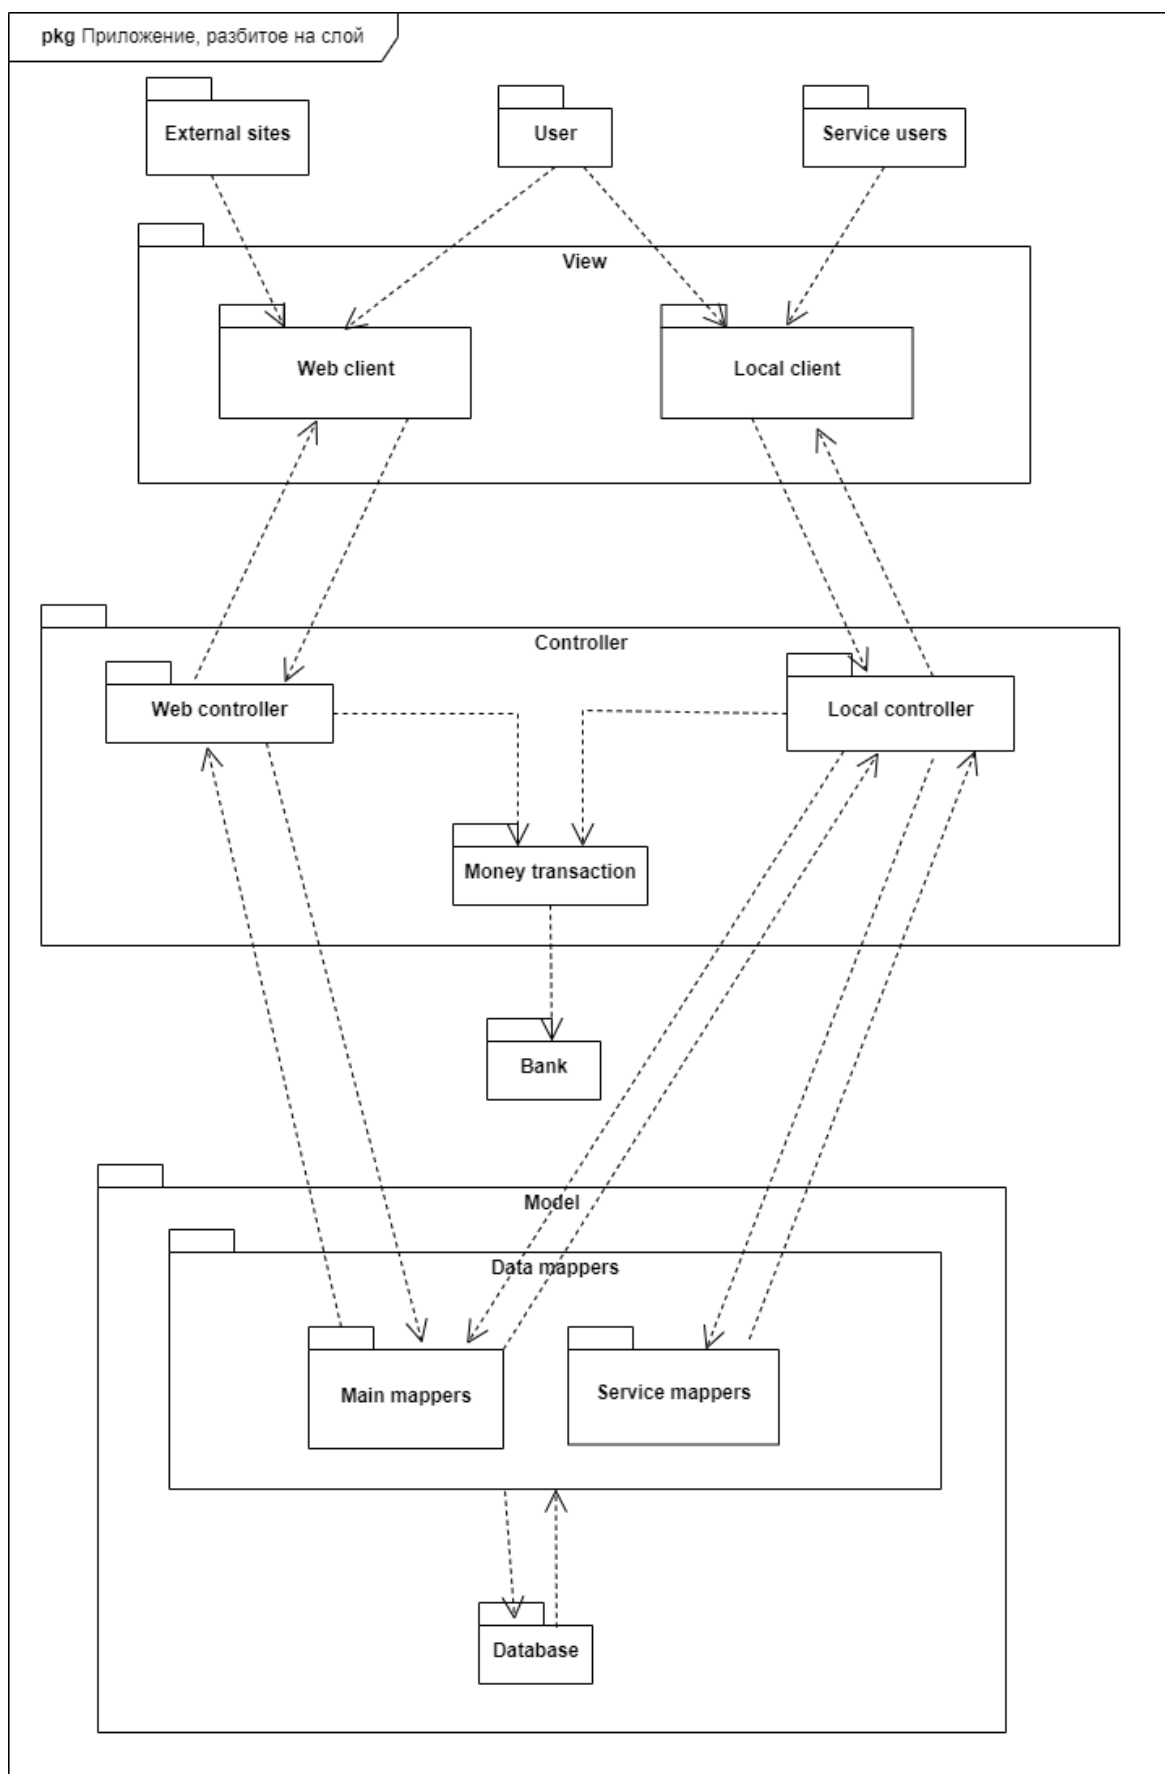 pkg Приложение, разбитое на слой
External sites
User
Service users
View
Web client
Local client
Controller
Web controller
Local controller
Money transaction
Bank
Model
Data mappers
Main mappers
Service mappers
Database